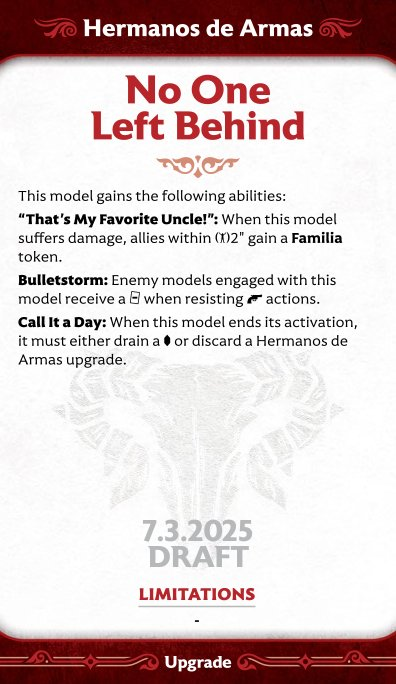 Hermanos de Armas
No One
Left Behind
This model gains the following abilities:
“That’s My Favorite Uncle!”: When this model
suffers damage, allies within 2" gain a Familia
token.
Bulletstorm: Enemy models engaged with this
model receive a when resisting actions.
Call It a Day: When this model ends its activation,
it must either drain a or discard a Hermanos de
Armas upgrade.
7.3.2025
DRAFT
LIMITATIONS
-
Upgrade